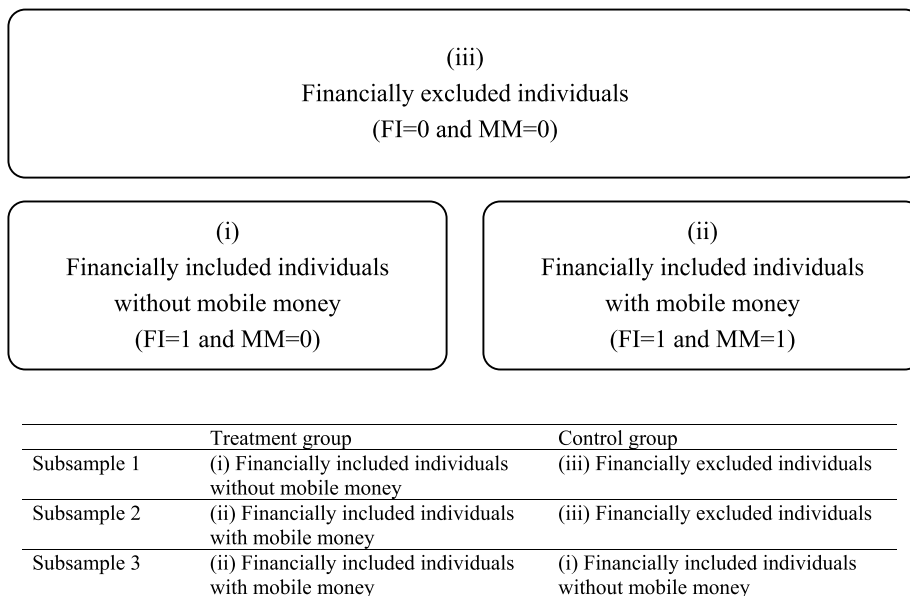 (iii)
Financially excluded individuals
(FI=0 and MM=0)
(i)
Financially included individuals
without mobile money
(FI=1 and MM=0)
(ii)
Financially included individuals
with mobile money
(FI=1 and MM=1)
Treatment group Control group
Subsample 1 (i) Financially included individuals (iii) Financially excluded individuals
without mobile money
Subsample 2 (ii) Financially included individuals (iii) Financially excluded individuals
with mobile money
Subsample 3 (ii) Financially included individuals (i) Financially included individuals
with mobile money without mobile money